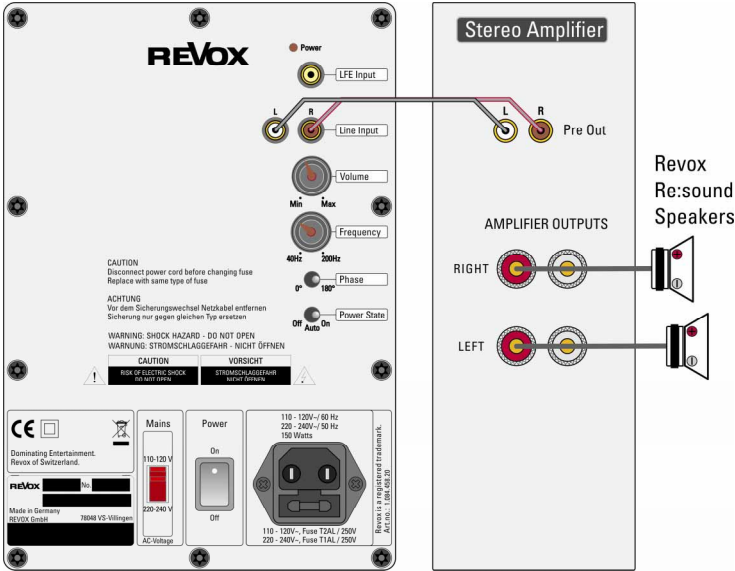 REVOX
Power
LFE Input
L
R
Line Input
Volume
Min
Max
Frequency
40Hz
200Hz
Phase
0°
180°
Power State
Off
Auto
On
CAUTION
Disconnect power cord before changing fuse
Replace with same type of fuse
ACHTUNG
Vor dem Sicherungswechsel Netzkabel entfernen
Sicherung nur gegen gleichen Typ ersetzen
WARNING: SHOCK HAZARD - DO NOT OPEN
WARNUNG: STROMSCHLAGGEFAHR - NICHT ÖFFNEN
CAUTION
RISK OF ELECTRIC SHOCK
DO NOT OPEN
VORSICHT
STROMSCHLAGGEFAHR
NICHT ÖFFNEN
!
CE
Dominating Entertainment.
Revox of Switzerland.
REVOX
No.
Made in Germany
REVOX GmbH
78048 VS-Villingen
Mains
110-120 V
220-240 V
AC-Voltage
Power
On
Off
110 - 120V~/ 60 Hz
220 - 240V~/ 50 Hz
150 Watts
110 - 120V~, Fuse T2AL / 250V
220 - 240V~, Fuse T1AL / 250V
Revox is a registered trademark.
Art.no.: 1.084.458.20
Stereo Amplifier
L
R
Pre Out
AMPLIFIER OUTPUTS
RIGHT
LEFT
Revox
Re:sound
Speakers